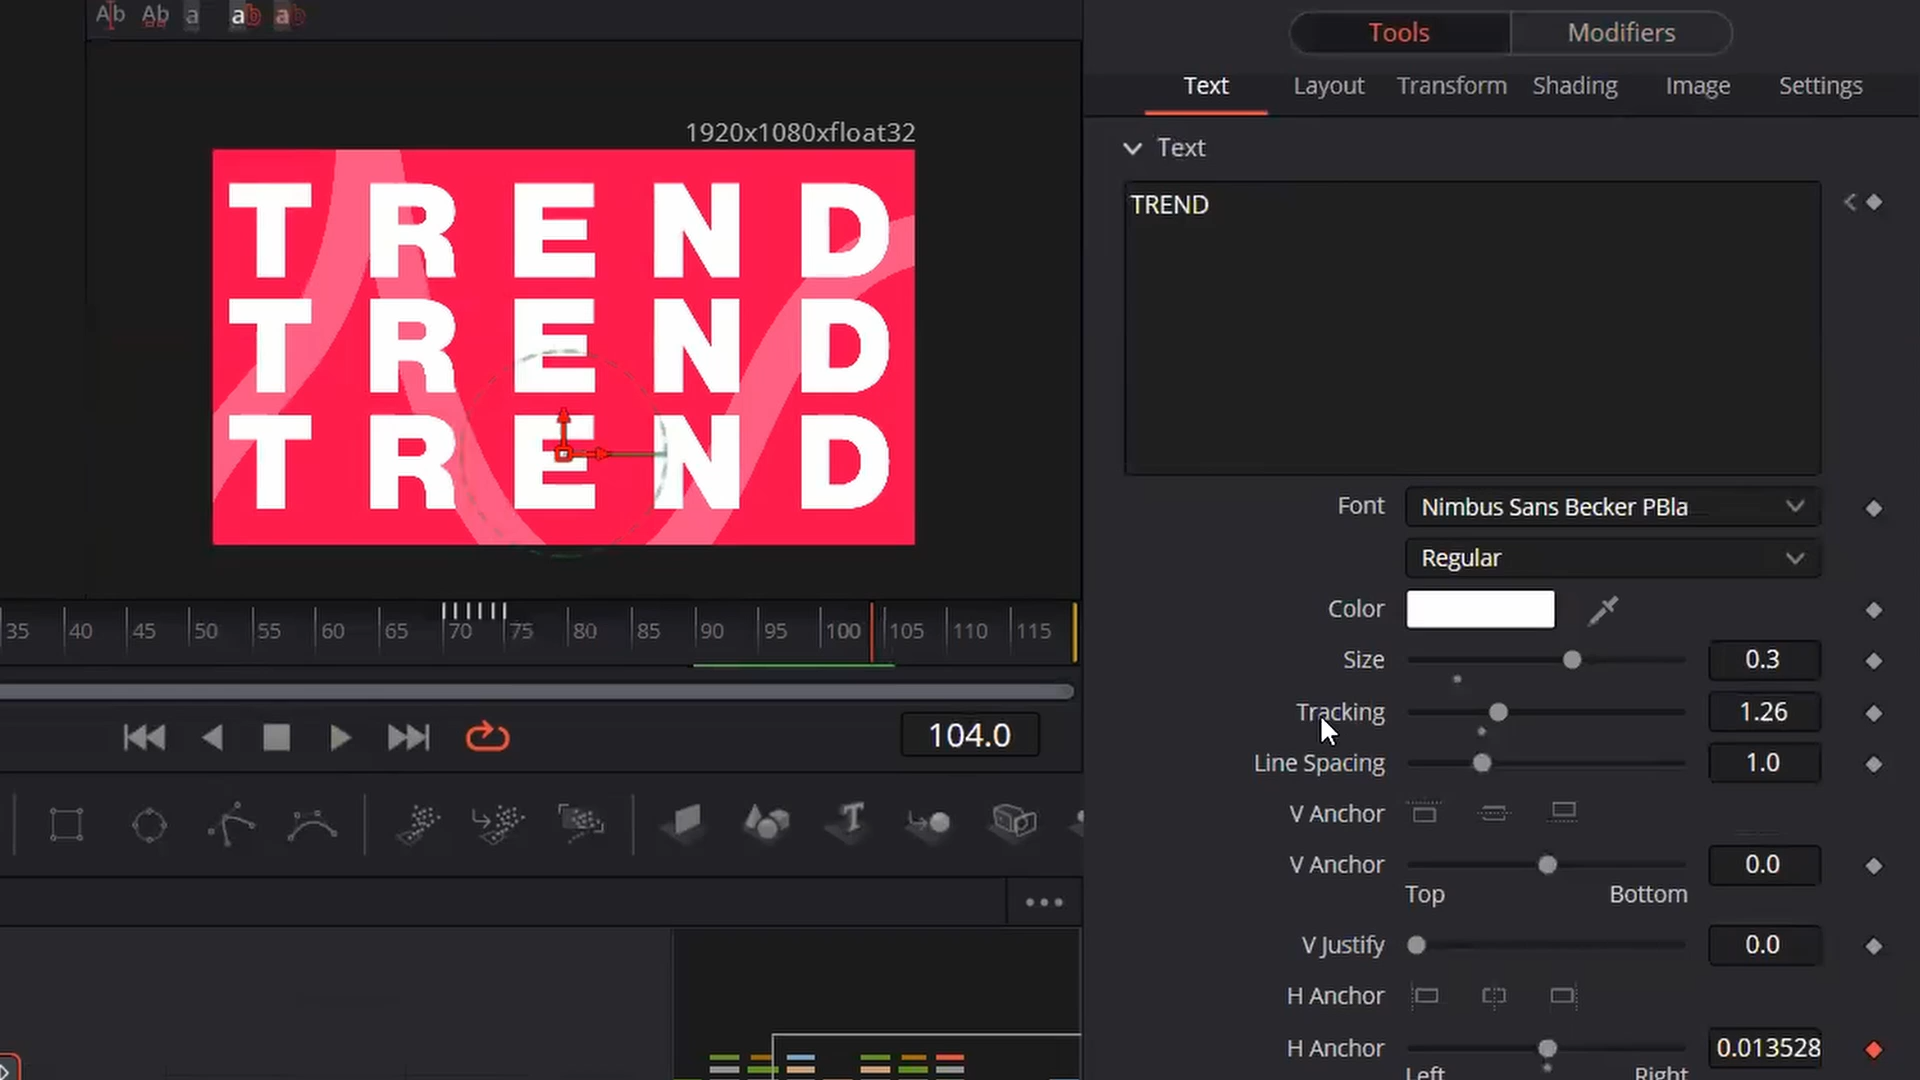 Ab Ab a ab ab
Tools Modifiers
Text Layout Transform Shading Image Settings
1920x1080xfloat32
Text
TREND
TREND
TREND
TREND
Font Nimbus Sans Becker PBla
Regular
Color
35 40 45 50 55 60 65 70 75 80 85 90 95 100 105 110 115
Size 0.3
Tracking 1.26
104.0
Line Spacing 1.0
V Anchor
V Anchor 0.0
Top Bottom
V Justify 0.0
H Anchor
H Anchor 0.013528
Left Right